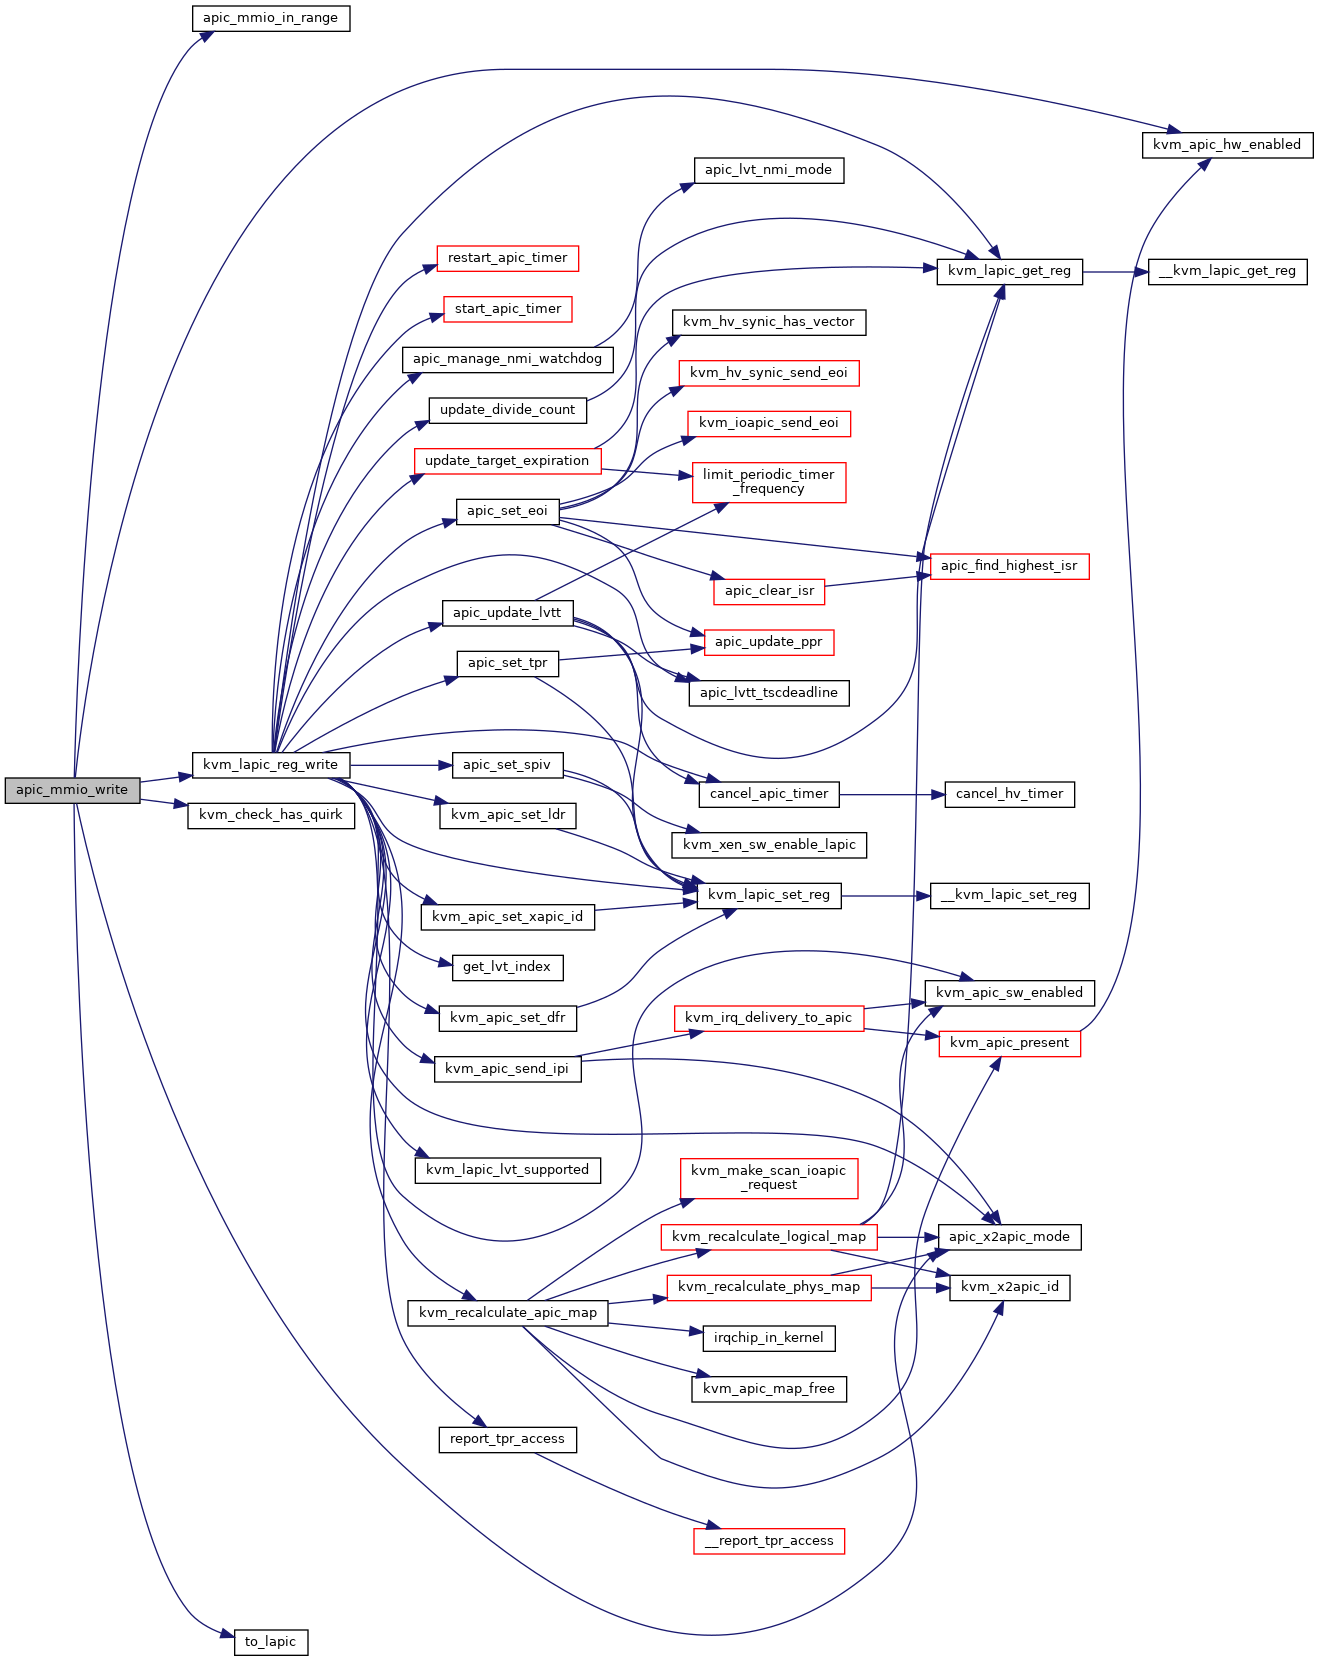 apic_mmio_in_range
kvm_apic_hw_enabled
apic_lvt_nmi_mode
restart_apic_timer
kvm_lapic_get_reg
__kvm_lapic_get_reg
start_apic_timer
kvm_hv_synic_has_vector
apic_manage_nmi_watchdog
kvm_hv_synic_send_eoi
update_divide_count
kvm_ioapic_send_eoi
update_target_expiration
limit_periodic_timer
_frequency
apic_set_eoi
apic_find_highest_isr
apic_clear_isr
apic_update_lvtt
apic_update_ppr
apic_set_tpr
apic_lvtt_tscdeadline
kvm_lapic_reg_write
apic_set_spiv
apic_mmio_write
cancel_apic_timer
cancel_hv_timer
kvm_check_has_quirk
kvm_apic_set_ldr
kvm_xen_sw_enable_lapic
kvm_lapic_set_reg
__kvm_lapic_set_reg
kvm_apic_set_xapic_id
get_lvt_index
kvm_apic_sw_enabled
kvm_apic_set_dfr
kvm_irq_delivery_to_apic
kvm_apic_present
kvm_apic_send_ipi
kvm_lapic_lvt_supported
kvm_make_scan_ioapic
_request
kvm_recalculate_logical_map
apic_x2apic_mode
kvm_recalculate_phys_map
kvm_x2apic_id
kvm_recalculate_apic_map
irqchip_in_kernel
kvm_apic_map_free
report_tpr_access
__report_tpr_access
to_lapic